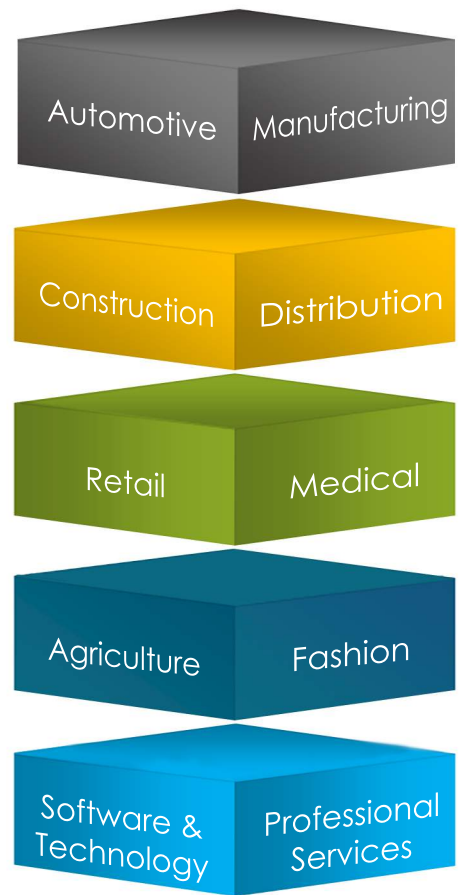 Automotive
Manufacturing
Construction
Distribution
Retail
Medical
Agriculture
Fashion
Software &
Technology
Professional
Services